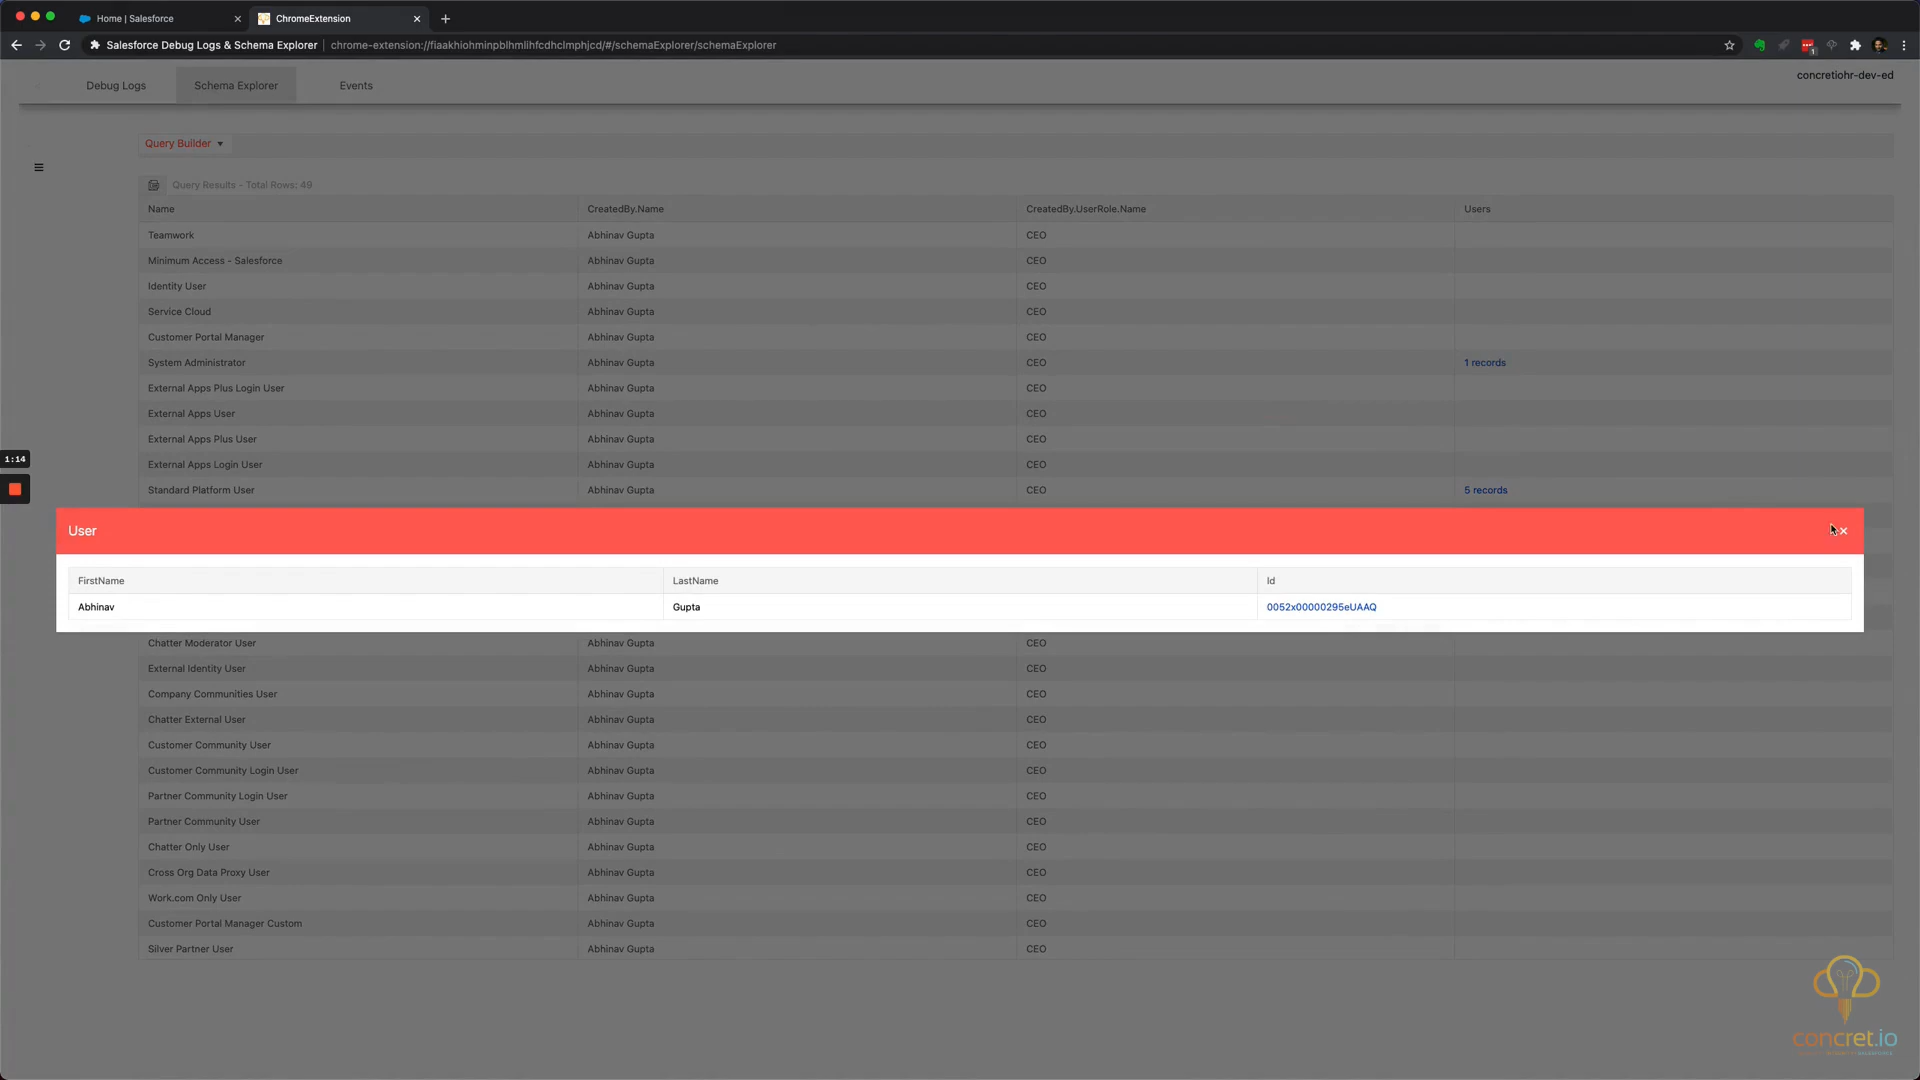 Home | Salesforce
ChromeExtension
Salesforce Debug Logs & Schema Explorer
chrome-extension://fiaakhiohminpblhmlihfcdhclmphjcd/#/schemaExplorer/schemaExplorer
1
Debug Logs
Schema Explorer
Events
concretiohr-dev-ed
Query Builder
Query Results - Total Rows: 49
Name CreatedBy.Name CreatedBy.UserRole.Name Users
Teamwork Abhinav Gupta CEO
Minimum Access - Salesforce Abhinav Gupta CEO
Identity User Abhinav Gupta CEO
Service Cloud Abhinav Gupta CEO
Customer Portal Manager Abhinav Gupta CEO
System Administrator Abhinav Gupta CEO 1 records
External Apps Plus Login User Abhinav Gupta CEO
External Apps User Abhinav Gupta CEO
External Apps Plus User Abhinav Gupta CEO
1:14
External Apps Login User Abhinav Gupta CEO
Standard Platform User Abhinav Gupta CEO 5 records
User
FirstName LastName Id
Abhinav Gupta 0052x00000295eUAAQ
Chatter Moderator User Abhinav Gupta CEO
External Identity User Abhinav Gupta CEO
Company Communities User Abhinav Gupta CEO
Chatter External User Abhinav Gupta CEO
Customer Community User Abhinav Gupta CEO
Customer Community Login User Abhinav Gupta CEO
Partner Community Login User Abhinav Gupta CEO
Partner Community User Abhinav Gupta CEO
Chatter Only User Abhinav Gupta CEO
Cross Org Data Proxy User Abhinav Gupta CEO
Work.com Only User Abhinav Gupta CEO
Customer Portal Manager Custom Abhinav Gupta CEO
Silver Partner User Abhinav Gupta CEO
concret.io